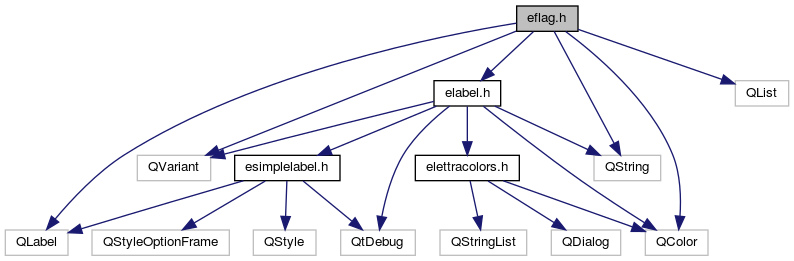 eflag.h
elabel.h
QList
QVariant
esimplelabel.h
elettracolors.h
QString
QLabel
QStyleOptionFrame
QStyle
QtDebug
QStringList
QDialog
QColor